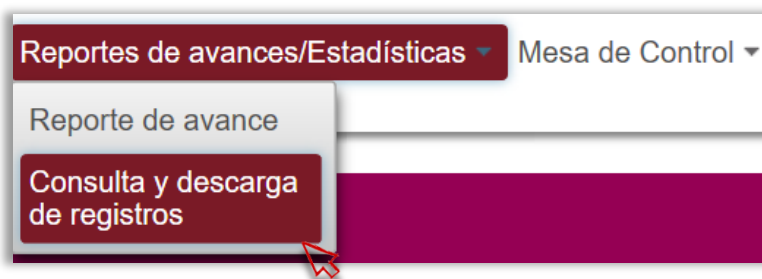 Reportes de avances/Estadísticas Mesa de Control
Reporte de avance
Consulta y descarga
de registros